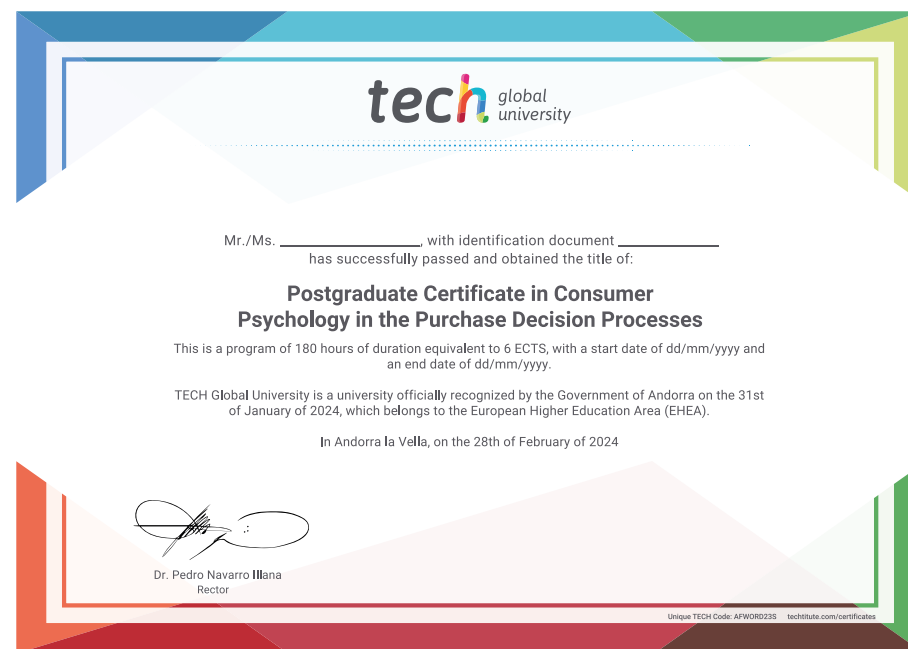 tech global university
Mr./Ms. ____________________, with identification document ______________
has successfully passed and obtained the title of:
Postgraduate Certificate in Consumer
Psychology in the Purchase Decision Processes
This is a program of 180 hours of duration equivalent to 6 ECTS, with a start date of dd/mm/yyyy and
an end date of dd/mm/yyyy.
TECH Global University is a university officially recognized by the Government of Andorra on the 31st
of January of 2024, which belongs to the European Higher Education Area (EHEA).
In Andorra la Vella, on the 28th of February of 2024
Dr. Pedro Navarro Illana
Rector
Unique TECH Code: AFWORD23S techtitute.com/certificates